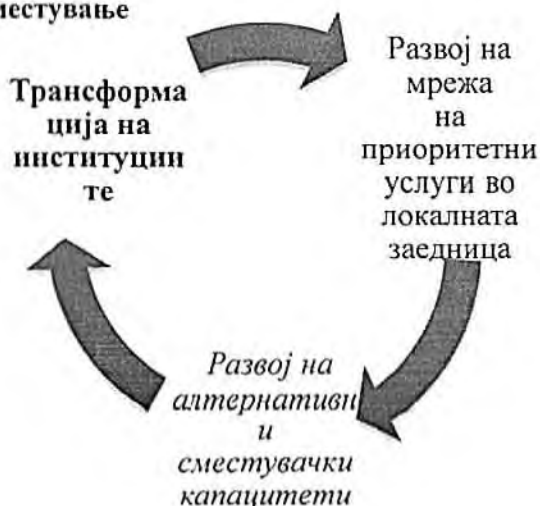 местување
Трансформа
ција на
институции
те
Развој на
мрежа
на
приоритетни
услуги во
локалната
заедница
Развој на
алтернативн
и
сместувачки
капацитети